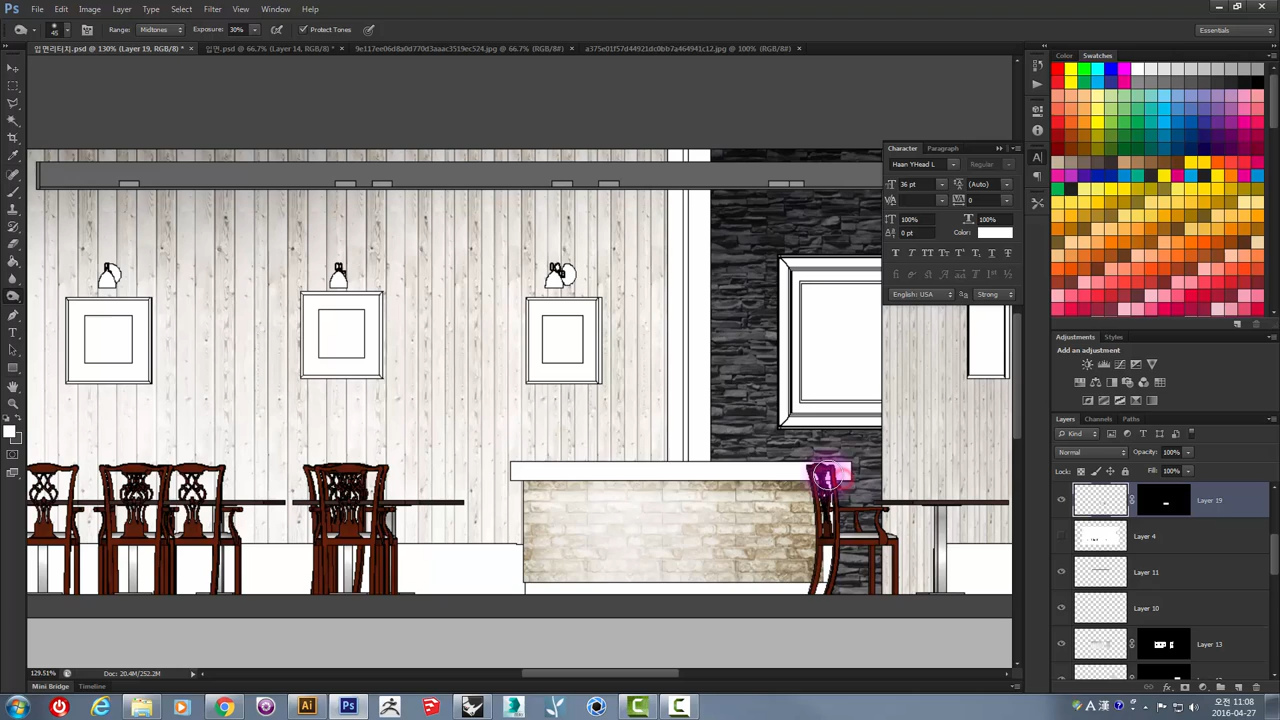 Ps File Edit Image Layer Type Select Filter View Window Help
45 Range: Midtones Exposure: 30% Protect Tones Essentials
입면리터치.psd @ 130% (Layer 19, RGB/8) * × 입면.psd @ 66,7% (Layer 14, RGB/8) * × 9e117ee06d8a0d770d3aaac3519ec524.jpg @ 66,7% (RGB/8#) × a375e01f57d44921dc0bb7a464941c12.jpg @ 100% (RGB/8#) ×
Color Swatches
Character Paragraph
Haan YHead L Regular
36 pt (Auto)
0
100% 100%
0 pt Color:
English: USA Strong
Adjustments Styles
Add an adjustment
Layers Channels Paths
Kind
Normal Opacity: 100%
Lock: Fill: 100%
Layer 19
Layer 4
Layer 11
Layer 10
Layer 13
129.51% Doc: 20.4M/252.2M
Mini Bridge Timeline
A 漢
오전 11:08
2016-04-27